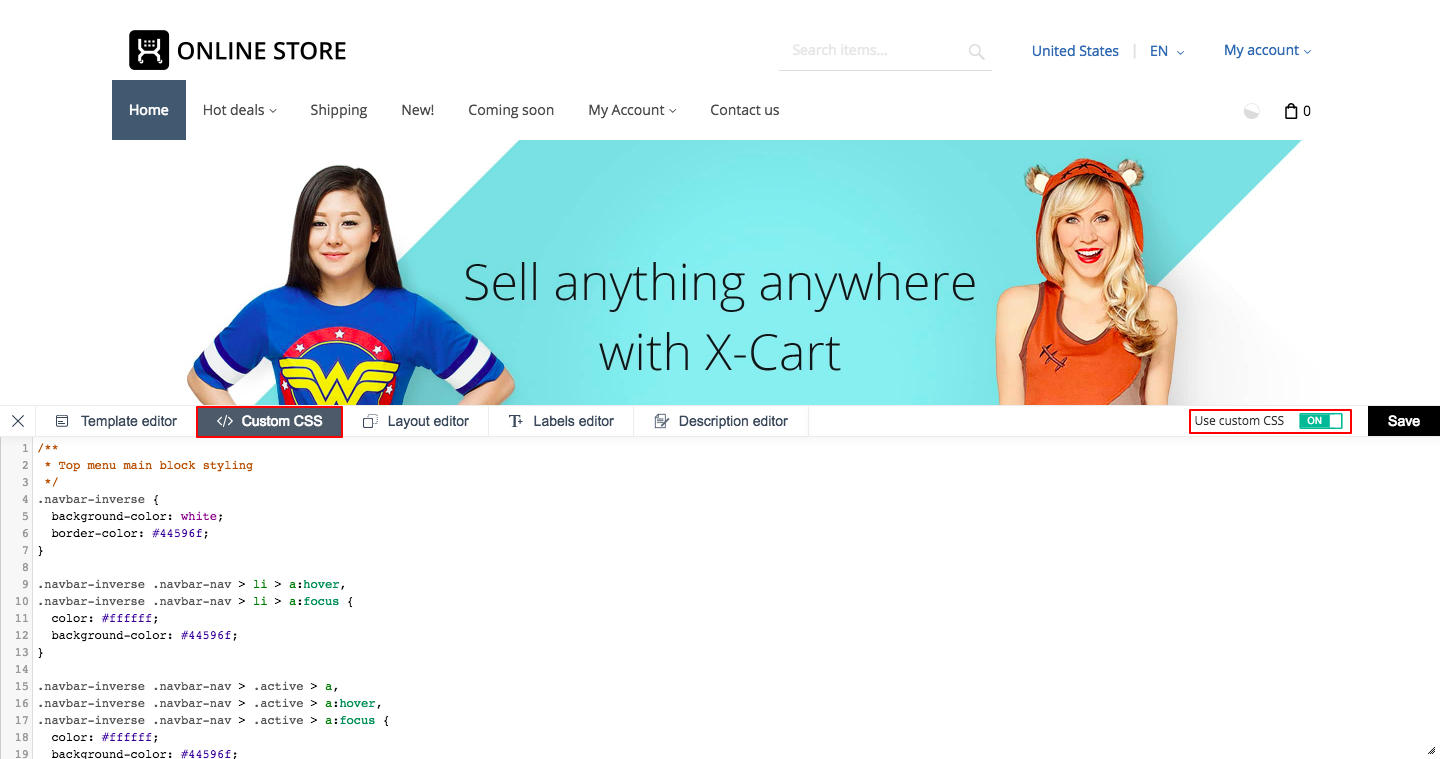 ONLINE STORE
Search items...
United States
EN
My account
Home
Hot deals
Shipping
New!
Coming soon
My Account
Contact us
0
Sell anything anywhere
with X-Cart
Template editor
</> Custom CSS
Layout editor
Labels editor
Description editor
Use custom CSS
ON
Save
1 /**
2 * Top menu main block styling
3 */
4 .navbar-inverse {
5 background-color: white;
6 border-color: #44596f;
7 }
8
9 .navbar-inverse .navbar-nav > li > a:hover,
10 .navbar-inverse .navbar-nav > li > a:focus {
11 color: #ffffff;
12 background-color: #44596f;
13 }
14
15 .navbar-inverse .navbar-nav > .active > a,
16 .navbar-inverse .navbar-nav > .active > a:hover,
17 .navbar-inverse .navbar-nav > .active > a:focus {
18 color: #ffffff;
19 background-color: #44596f;